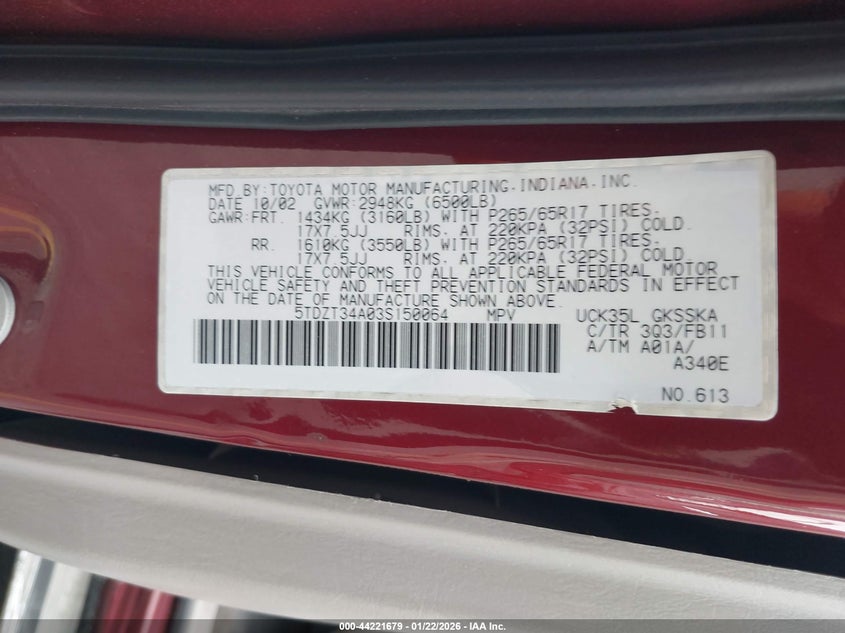 MFD.BY:TOYOTA MOTOR MANUFACTURING.INDIANA.INC.
DATE 10/02 GVWR:2948KG (6500LB)
GAWR:FRT. 1434KG (3160LB) WITH P265/65R17 TIRES.
17X7.5JJ RIMS. AT 220KPA (32PSI) COLD.
RR. 1610KG (3550LB) WITH P265/65R17 TIRES.
17X7.5JJ RIMS. AT 220KPA (32PSI) COLD.
THIS VEHICLE CONFORMS TO ALL APPLICABLE FEDERAL MOTOR
VEHICLE SAFETY AND THEFT PREVENTION STANDARDS IN EFFECT
ON THE DATE OF MANUFACTURE SHOWN ABOVE.
5TDZT34A03S150064 MPV UCK35L GKSSKA
C/TR 3Q3/FB11
A/TM A01A/
A340E
NO.613
000-44221679 - 01/22/2026 - IAA Inc.